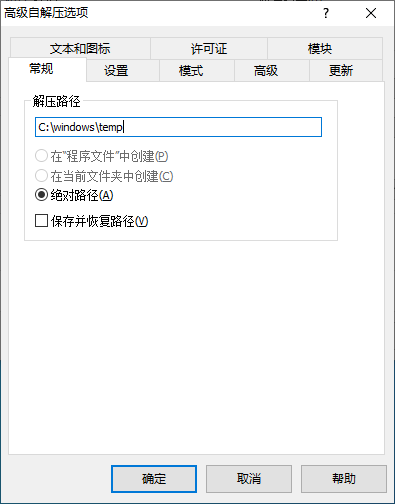 高级自解压选项
文本和图标 许可证 模块
常规 设置 模式 高级 更新
解压路径
C:\windows\temp
在“程序文件”中创建(P)
在当前文件夹中创建(C)
绝对路径(A)
保存并恢复路径(V)
确定 取消 帮助